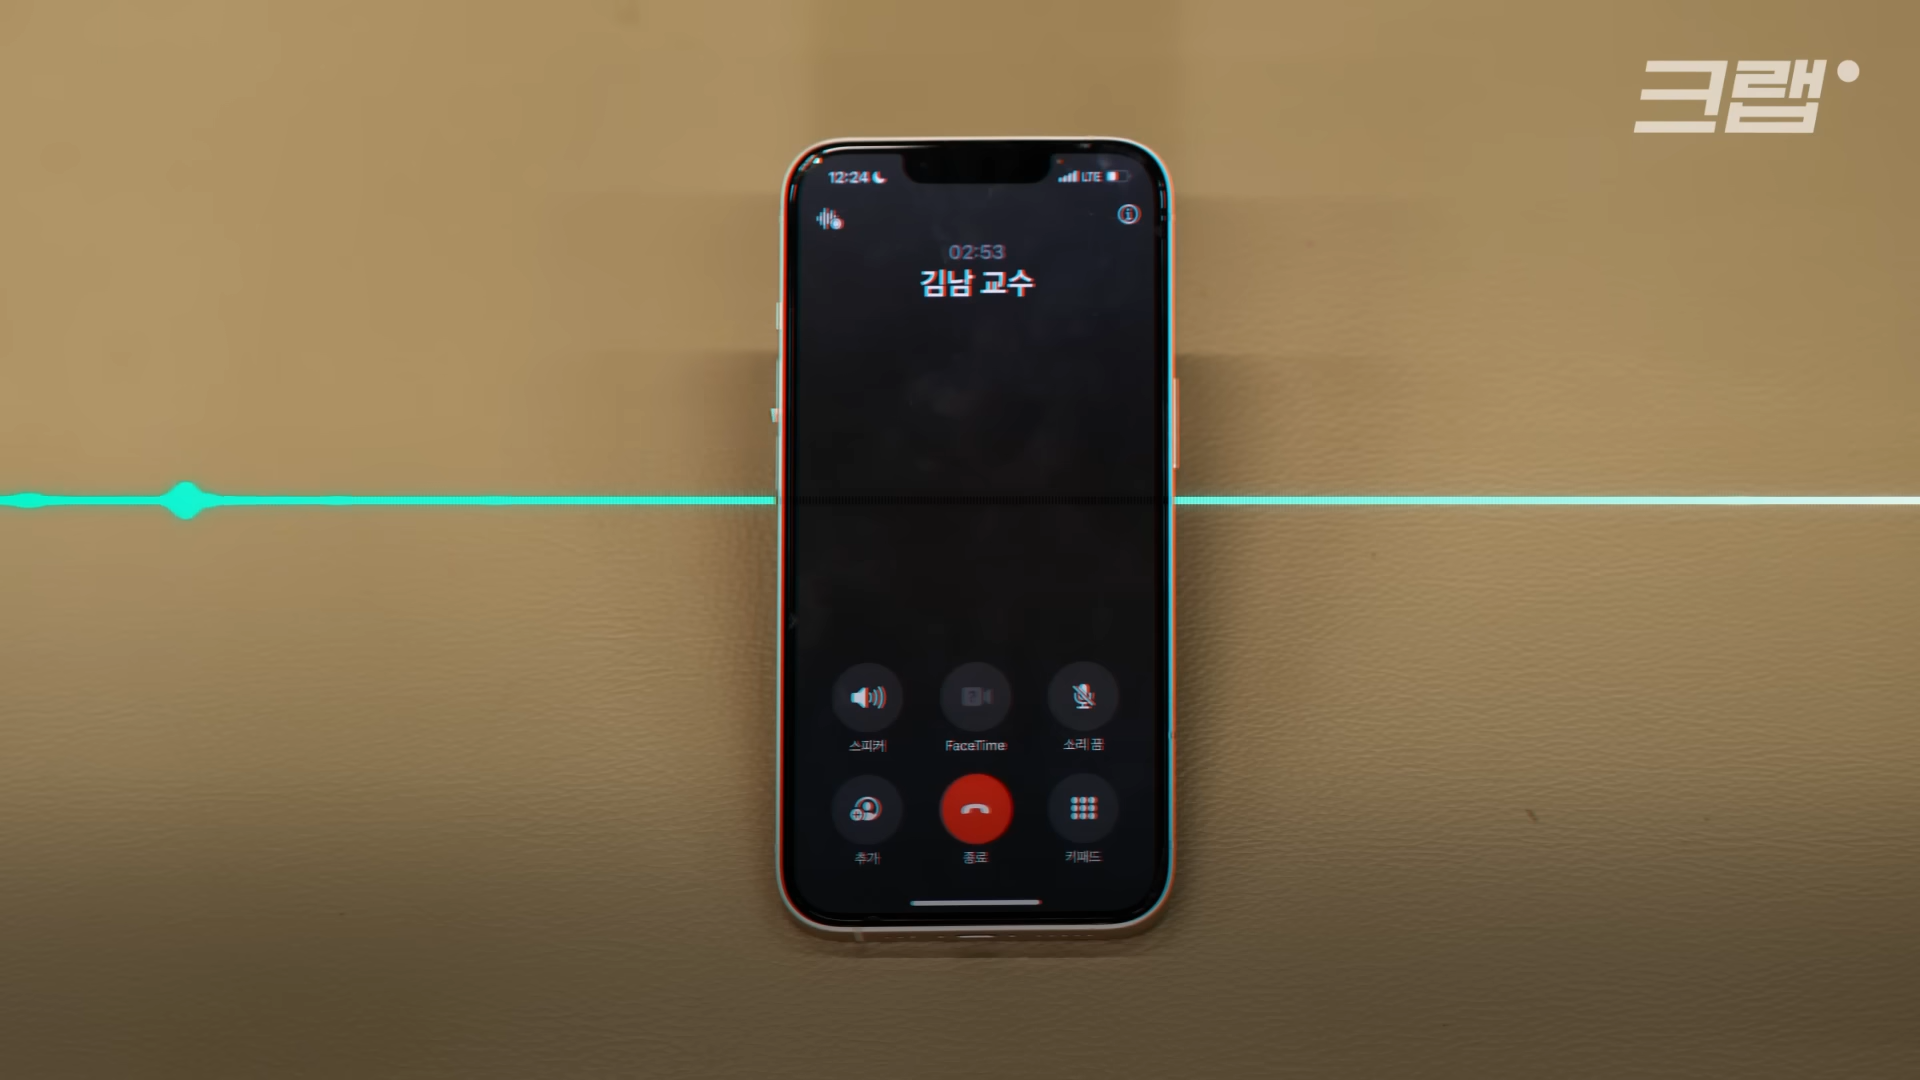 크랩
12:24
LTE
02:53
김남 교수
스피커
FaceTime
소리 끔
추가
종료
키패드